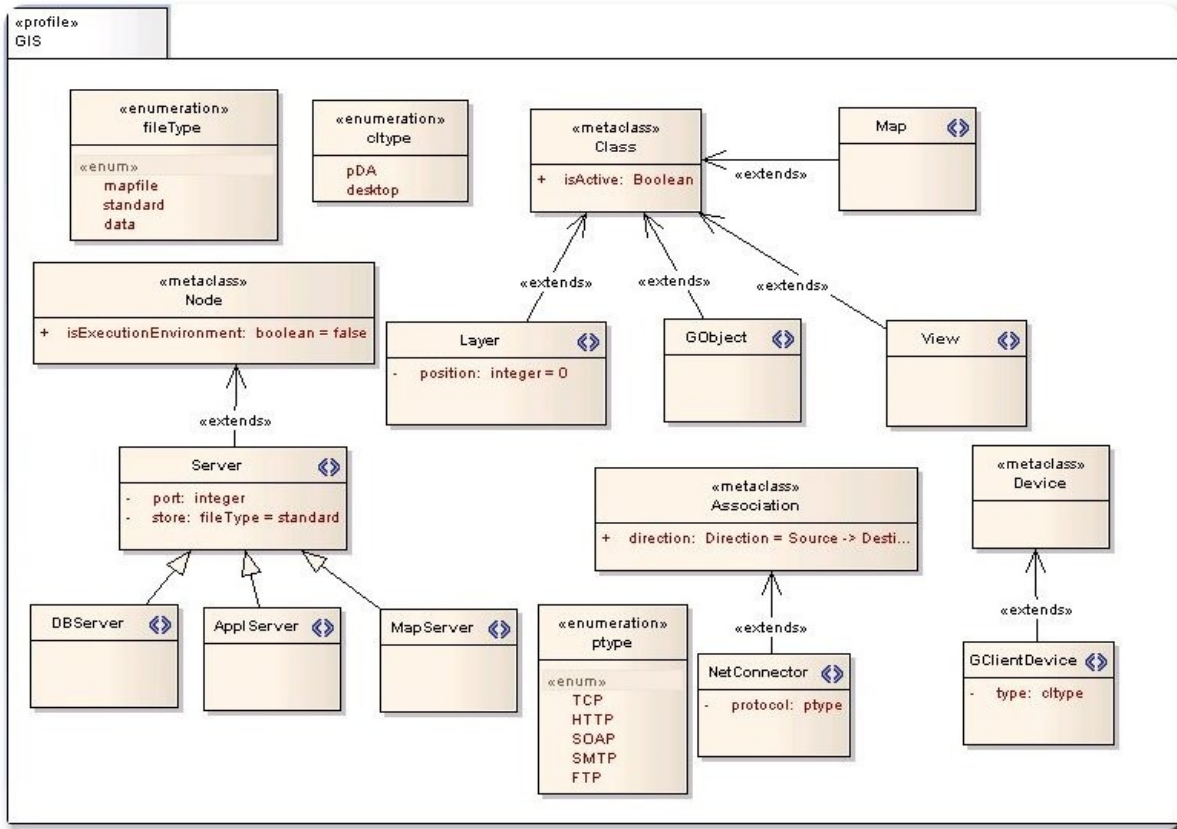 «profile»
GIS
«enumeration»
fileType
«enum»
mapfile
standard
data
«enumeration»
cltype
pDA
desktop
«metaclass»
Class
+ isActive: Boolean
Map
«extends»
«extends»
«extends»
«extends»
«metaclass»
Node
+ isExecutionEnvironment: boolean = false
Layer
- position: integer = 0
GObject
View
«extends»
Server
- port: integer
- store: fileType = standard
«metaclass»
Association
+ direction: Direction = Source -> Desti...
«metaclass»
Device
DBServer
ApplServer
MapServer
«enumeration»
ptype
«enum»
TCP
HTTP
SOAP
SMTP
FTP
«extends»
NetConnector
- protocol: ptype
«extends»
GClientDevice
- type: cltype